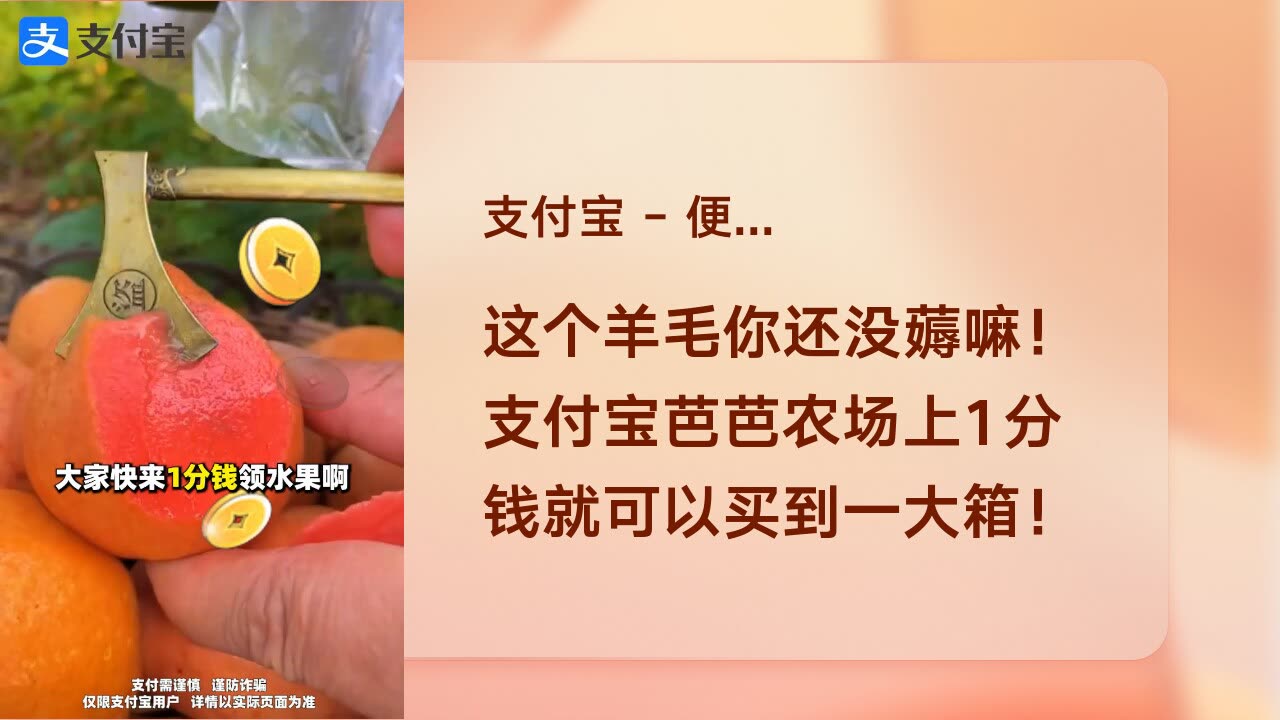 支付宝
盗
大家快来1分钱领水果啊
支付需谨慎 谨防诈骗
仅限支付宝用户 详情以实际页面为准
支付宝 - 便...
这个羊毛你还没薅嘛！
支付宝芭芭农场上1分
钱就可以买到一大箱！